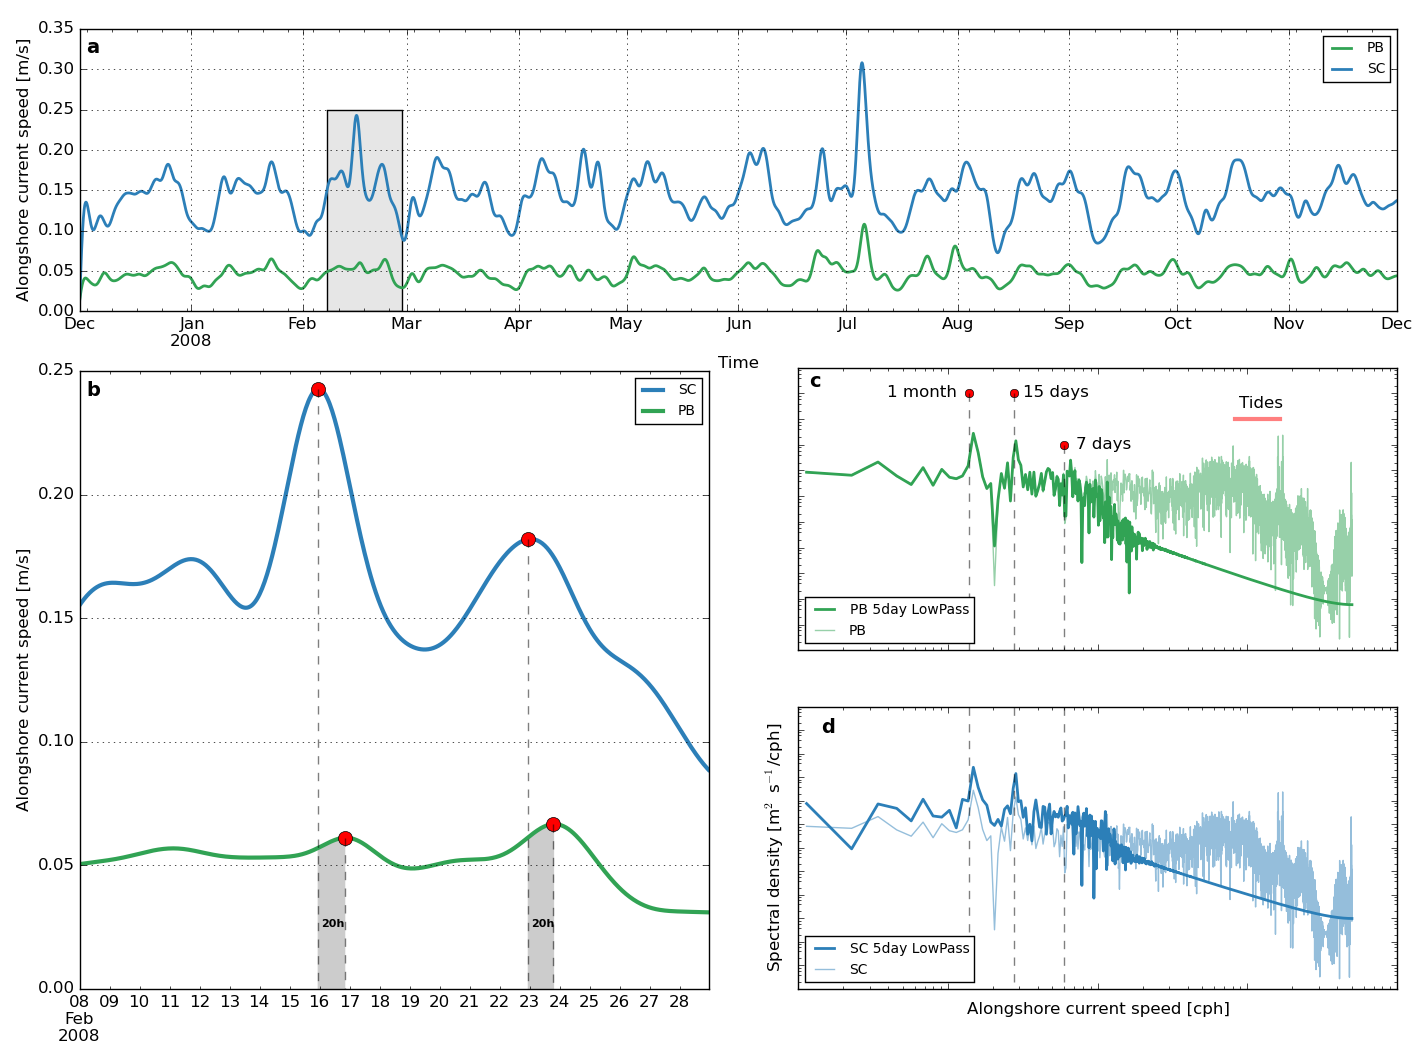 a
Alongshore current speed [m/s]
0.35
0.30
0.25
0.20
0.15
0.10
0.05
0.00
PB
SC
Dec Jan Feb Mar Apr May Jun Jul Aug Sep Oct Nov Dec
2008
Time
b
Alongshore current speed [m/s]
0.25
0.20
0.15
0.10
0.05
0.00
SC
PB
20h 20h
08 09 10 11 12 13 14 15 16 17 18 19 20 21 22 23 24 25 26 27 28
Feb
2008
c
1 month 15 days
7 days
Tides
PB 5day LowPass
PB
d
Spectral density [m² s⁻¹/cph]
SC 5day LowPass
SC
Alongshore current speed [cph]